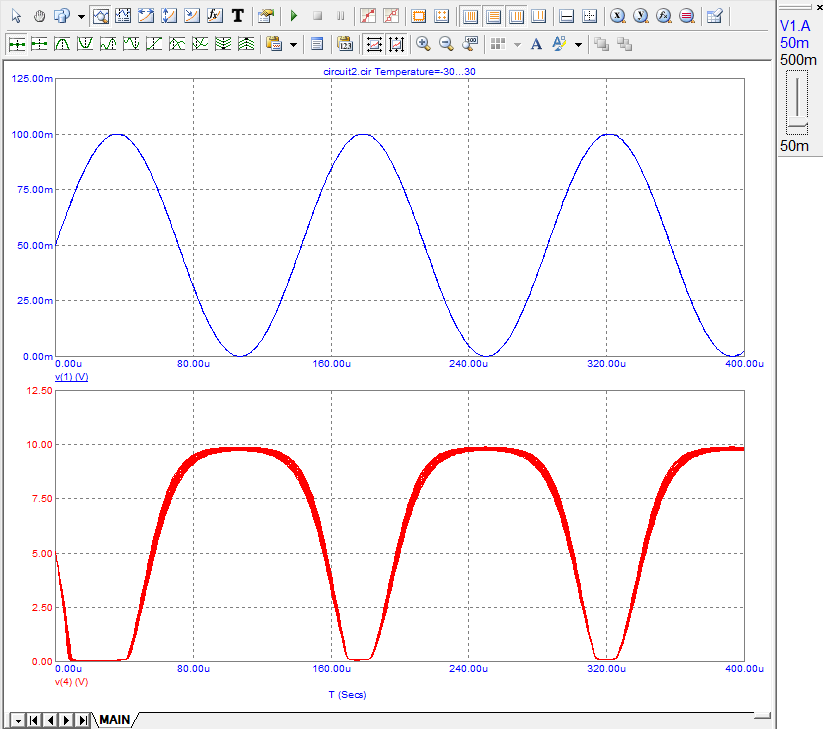 V1.A
50m
500m
50m
circuit2.cir Temperature=-30...30
125.00m
100.00m
75.00m
50.00m
25.00m
0.00m
0.00u 80.00u 160.00u 240.00u 320.00u 400.00u
v(1) (V)
12.50
10.00
7.50
5.00
2.50
0.00
0.00u 80.00u 160.00u 240.00u 320.00u 400.00u
v(4) (V)
T (Secs)
MAIN